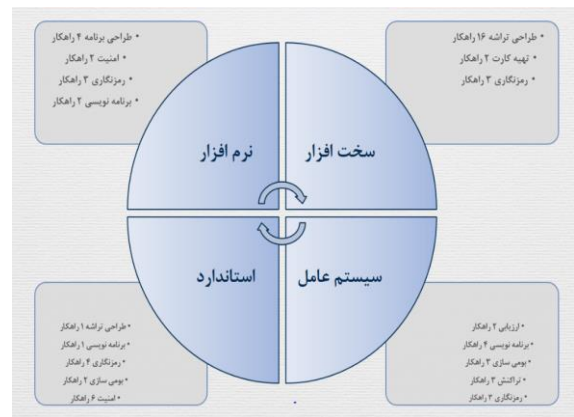 • طراحی تراشه ۱۶ راهکار
• تهیه کارت ۲ راهکار
• رمزنگاری ۳ راهکار
• طراحی برنامه ۴ راهکار
• امنیت ۲ راهکار
• رمزنگاری ۳ راهکار
• برنامه نویسی ۲ راهکار
سخت افزار
نرم افزار
سیستم عامل
استاندارد
• ارزیابی ۲ راهکار
• برنامه نویسی ۴ راهکار
• بومی سازی ۳ راهکار
• تراکنش ۳ راهکار
• رمزنگاری ۳ راهکار
• طراحی تراشه ۱ راهکار
• برنامه نویسی ۱ راهکار
• رمزنگاری ۴ راهکار
• بومی سازی ۲ راهکار
• امنیت ۶ راهکار